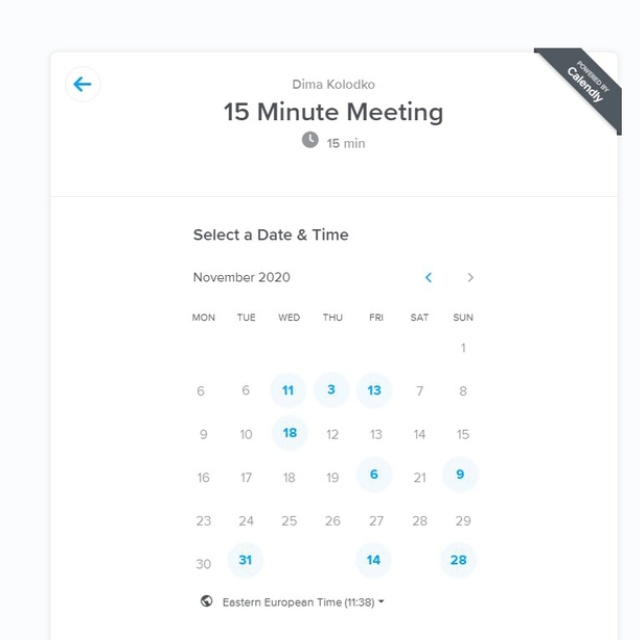 POWERED BY
Calendly
Dima Kolodko
15 Minute Meeting
15 min
Select a Date & Time
November 2020
MON TUE WED THU FRI SAT SUN
1
6 6 11 3 13 7 8
9 10 18 12 13 14 15
16 17 18 19 6 21 9
23 24 25 26 27 28 29
30 31 14 28
Eastern European Time (11:38)